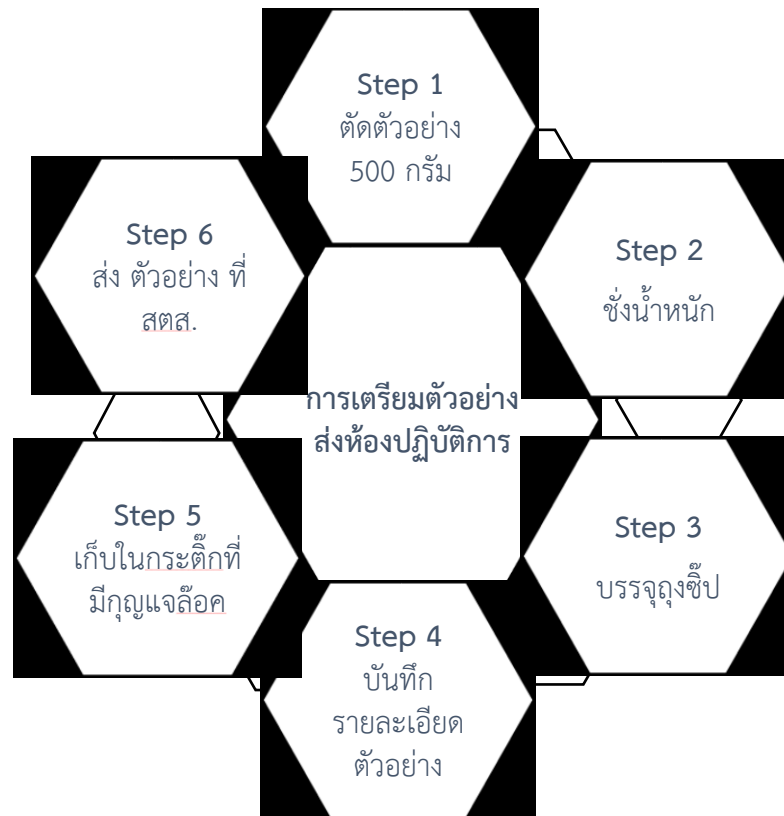 Step 1
ตัดตัวอย่าง
500 กรัม
Step 2
ชั่งน้ำหนัก
Step 3
บรรจุถุงซิ๊ป
Step 4
บันทึก
รายละเอียด
ตัวอย่าง
Step 5
เก็บในกระติ๊กที่
มีกุญแจล๊อค
Step 6
ส่ง ตัวอย่าง ที่
สตส.
การเตรียมตัวอย่าง
ส่งห้องปฏิบัติการ